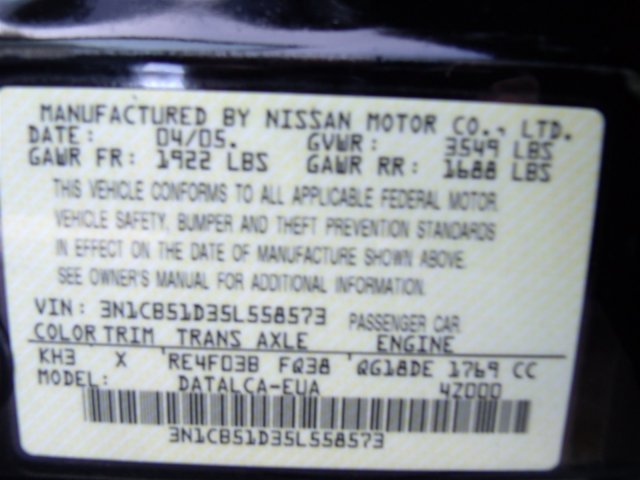 MANUFACTURED BY NISSAN MOTOR CO., LTD.
DATE: 04/05. GVWR: 3549 LBS
GAWR FR: 1922 LBS GAWR RR: 1688 LBS
THIS VEHICLE CONFORMS TO ALL APPLICABLE FEDERAL MOTOR
VEHICLE SAFETY, BUMPER AND THEFT PREVENTION STANDARDS
IN EFFECT ON THE DATE OF MANUFACTURE SHOWN ABOVE.
SEE OWNER'S MANUAL FOR ADDITIONAL INFORMATION.
VIN: 3N1CB51D35L558573 PASSENGER CAR
COLOR TRIM TRANS AXLE ENGINE
KH3 X RE4F03B FQ38 QG18DE 1769 CC
MODEL: DATALCA-EUA 4Z000
3N1CB51D35L558573